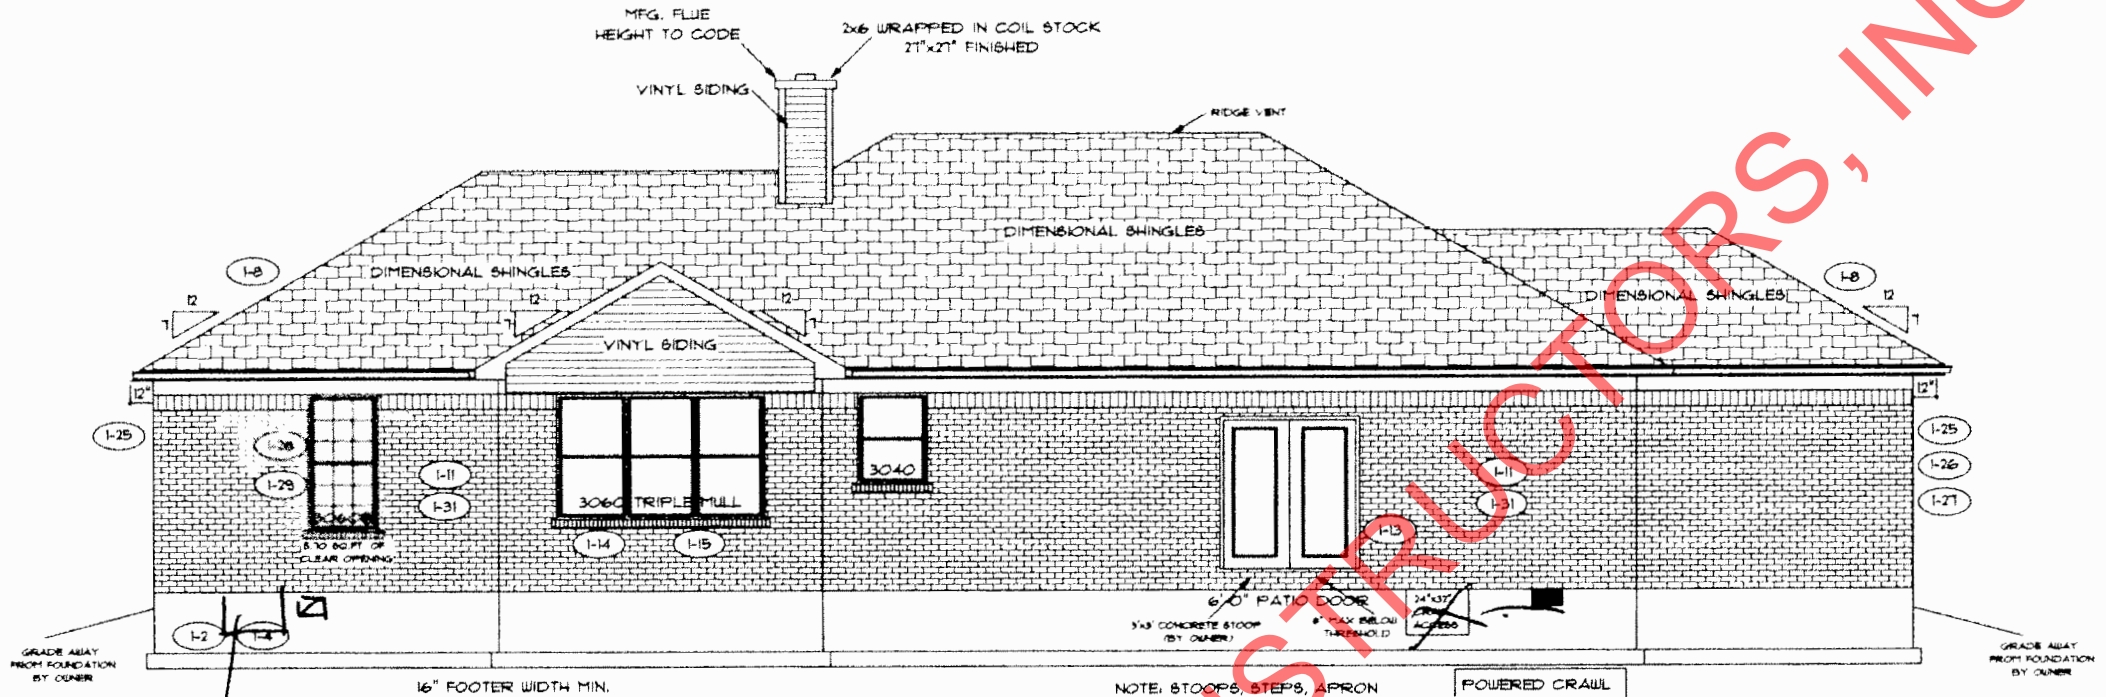 MFG. FLUE
HEIGHT TO CODE
2x6 WRAPPED IN COIL STOCK
27"x27" FINISHED
VINYL SIDING
RIDGE VENT
DIMENSIONAL SHINGLES
1-8
DIMENSIONAL SHINGLES
1-8
DIMENSIONAL SHINGLES
12
7
12
7
12
7
12
7
VINYL SIDING
12"
12"
1-25
1-28
1-29
1-11
1-31
3060 TRIPLE MULL
1-14
1-15
3040
1-11
1-31
1-13
1-25
1-26
1-27
5.70 SQ.FT. OF
CLEAR OPENING
1-2
1-4
6'-0" PATIO DOOR
3'x3' CONCRETE STOOP
(BY OWNER)
8" MAX BELOW
THRESHOLD
24"x32"
ACCESS
GRADE AWAY
FROM FOUNDATION
BY OWNER
GRADE AWAY
FROM FOUNDATION
BY OWNER
16" FOOTER WIDTH MIN.
NOTE: STOOPS, STEPS, APRON
POWERED CRAWL
STRUCTORS, INC